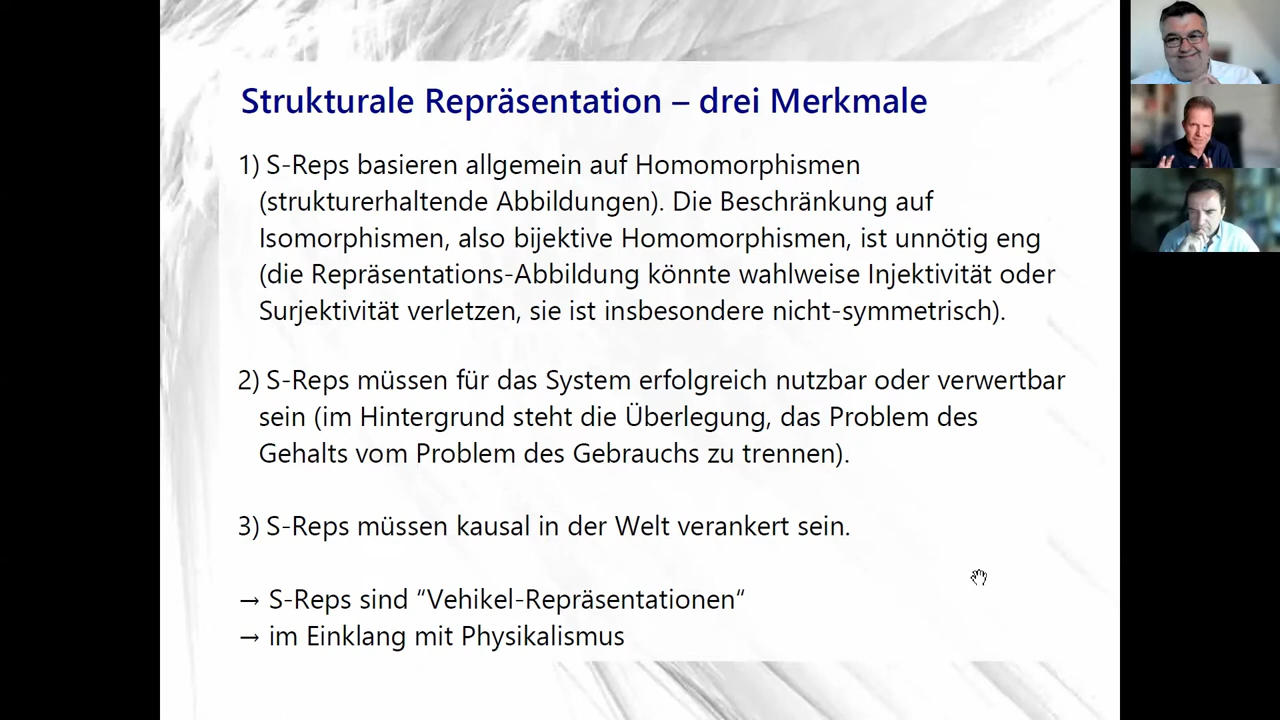 Strukturale Repräsentation – drei Merkmale
1) S-Reps basieren allgemein auf Homomorphismen
(strukturerhaltende Abbildungen). Die Beschränkung auf
Isomorphismen, also bijektive Homomorphismen, ist unnötig eng
(die Repräsentations-Abbildung könnte wahlweise Injektivität oder
Surjektivität verletzen, sie ist insbesondere nicht-symmetrisch).
2) S-Reps müssen für das System erfolgreich nutzbar oder verwertbar
sein (im Hintergrund steht die Überlegung, das Problem des
Gehalts vom Problem des Gebrauchs zu trennen).
3) S-Reps müssen kausal in der Welt verankert sein.
→ S-Reps sind “Vehikel-Repräsentationen“
→ im Einklang mit Physikalismus